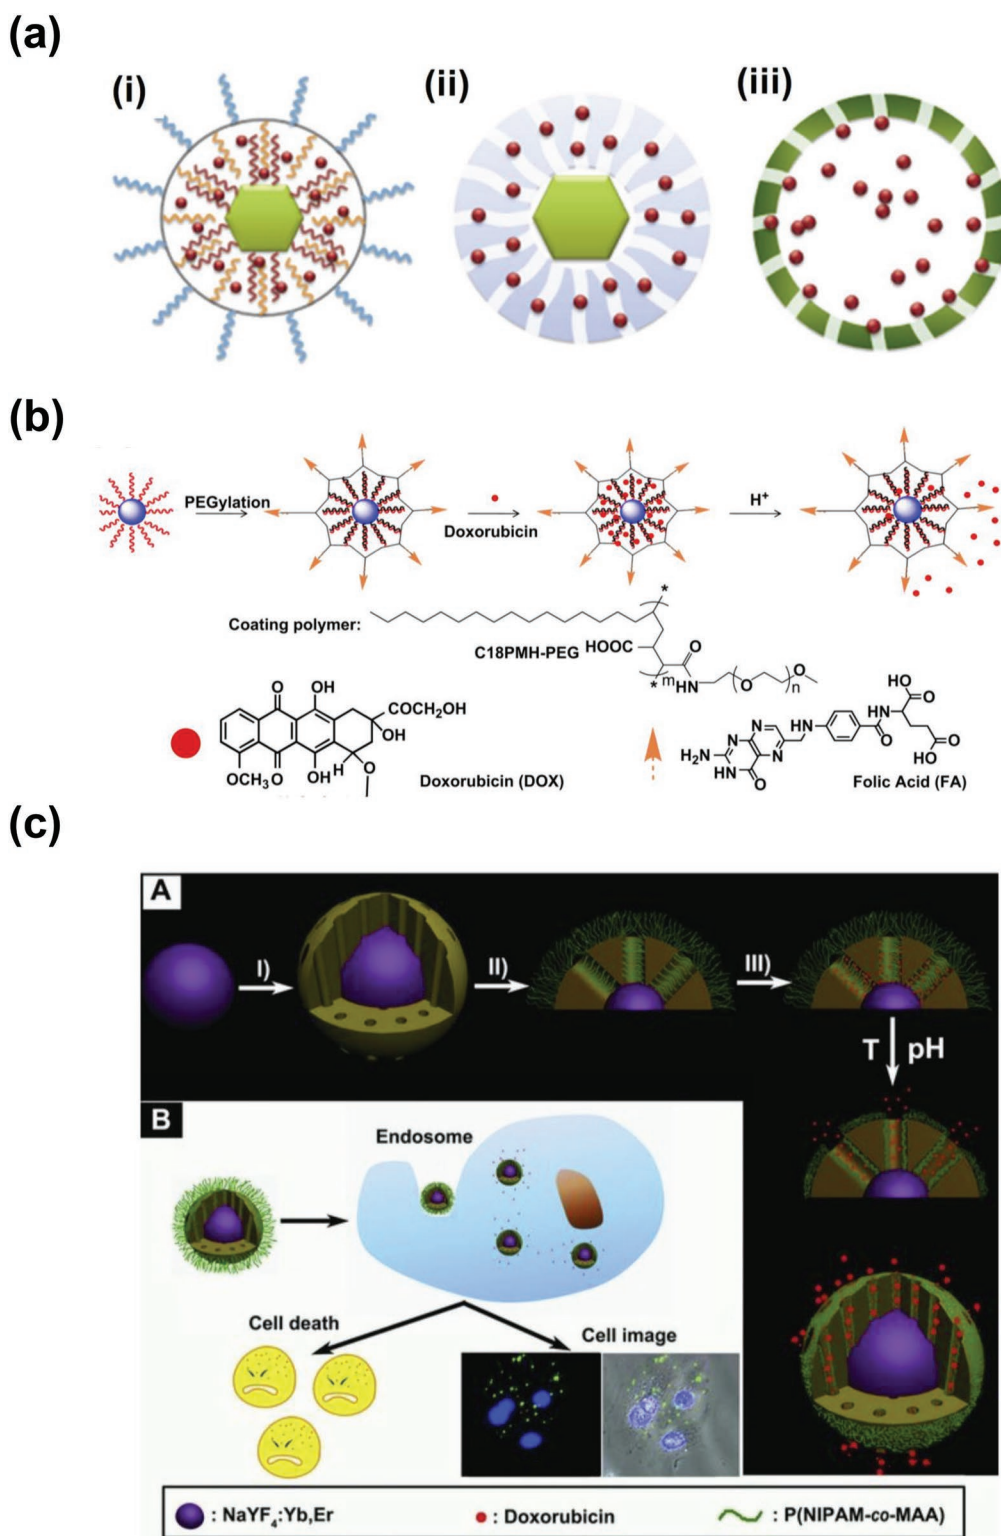 (a)
(i)
(ii)
(iii)
(b)
PEGylation
Doxorubicin
H⁺
Coating polymer:
*
C18PMH-PEG
HOOC
O
*
m
N
H
O
n
O
O
OH
COCH₂OH
OH
OCH₃
O
OH
H
O
Doxorubicin (DOX)
HO
O
HN
O
O
HO
H₂N
N
N
N
N
HN
O
HN
Folic Acid (FA)
(c)
A
I)
II)
III)
T
pH
B
Endosome
Cell death
Cell image
: NaYF₄:Yb,Er
: Doxorubicin
: P(NIPAM-co-MAA)